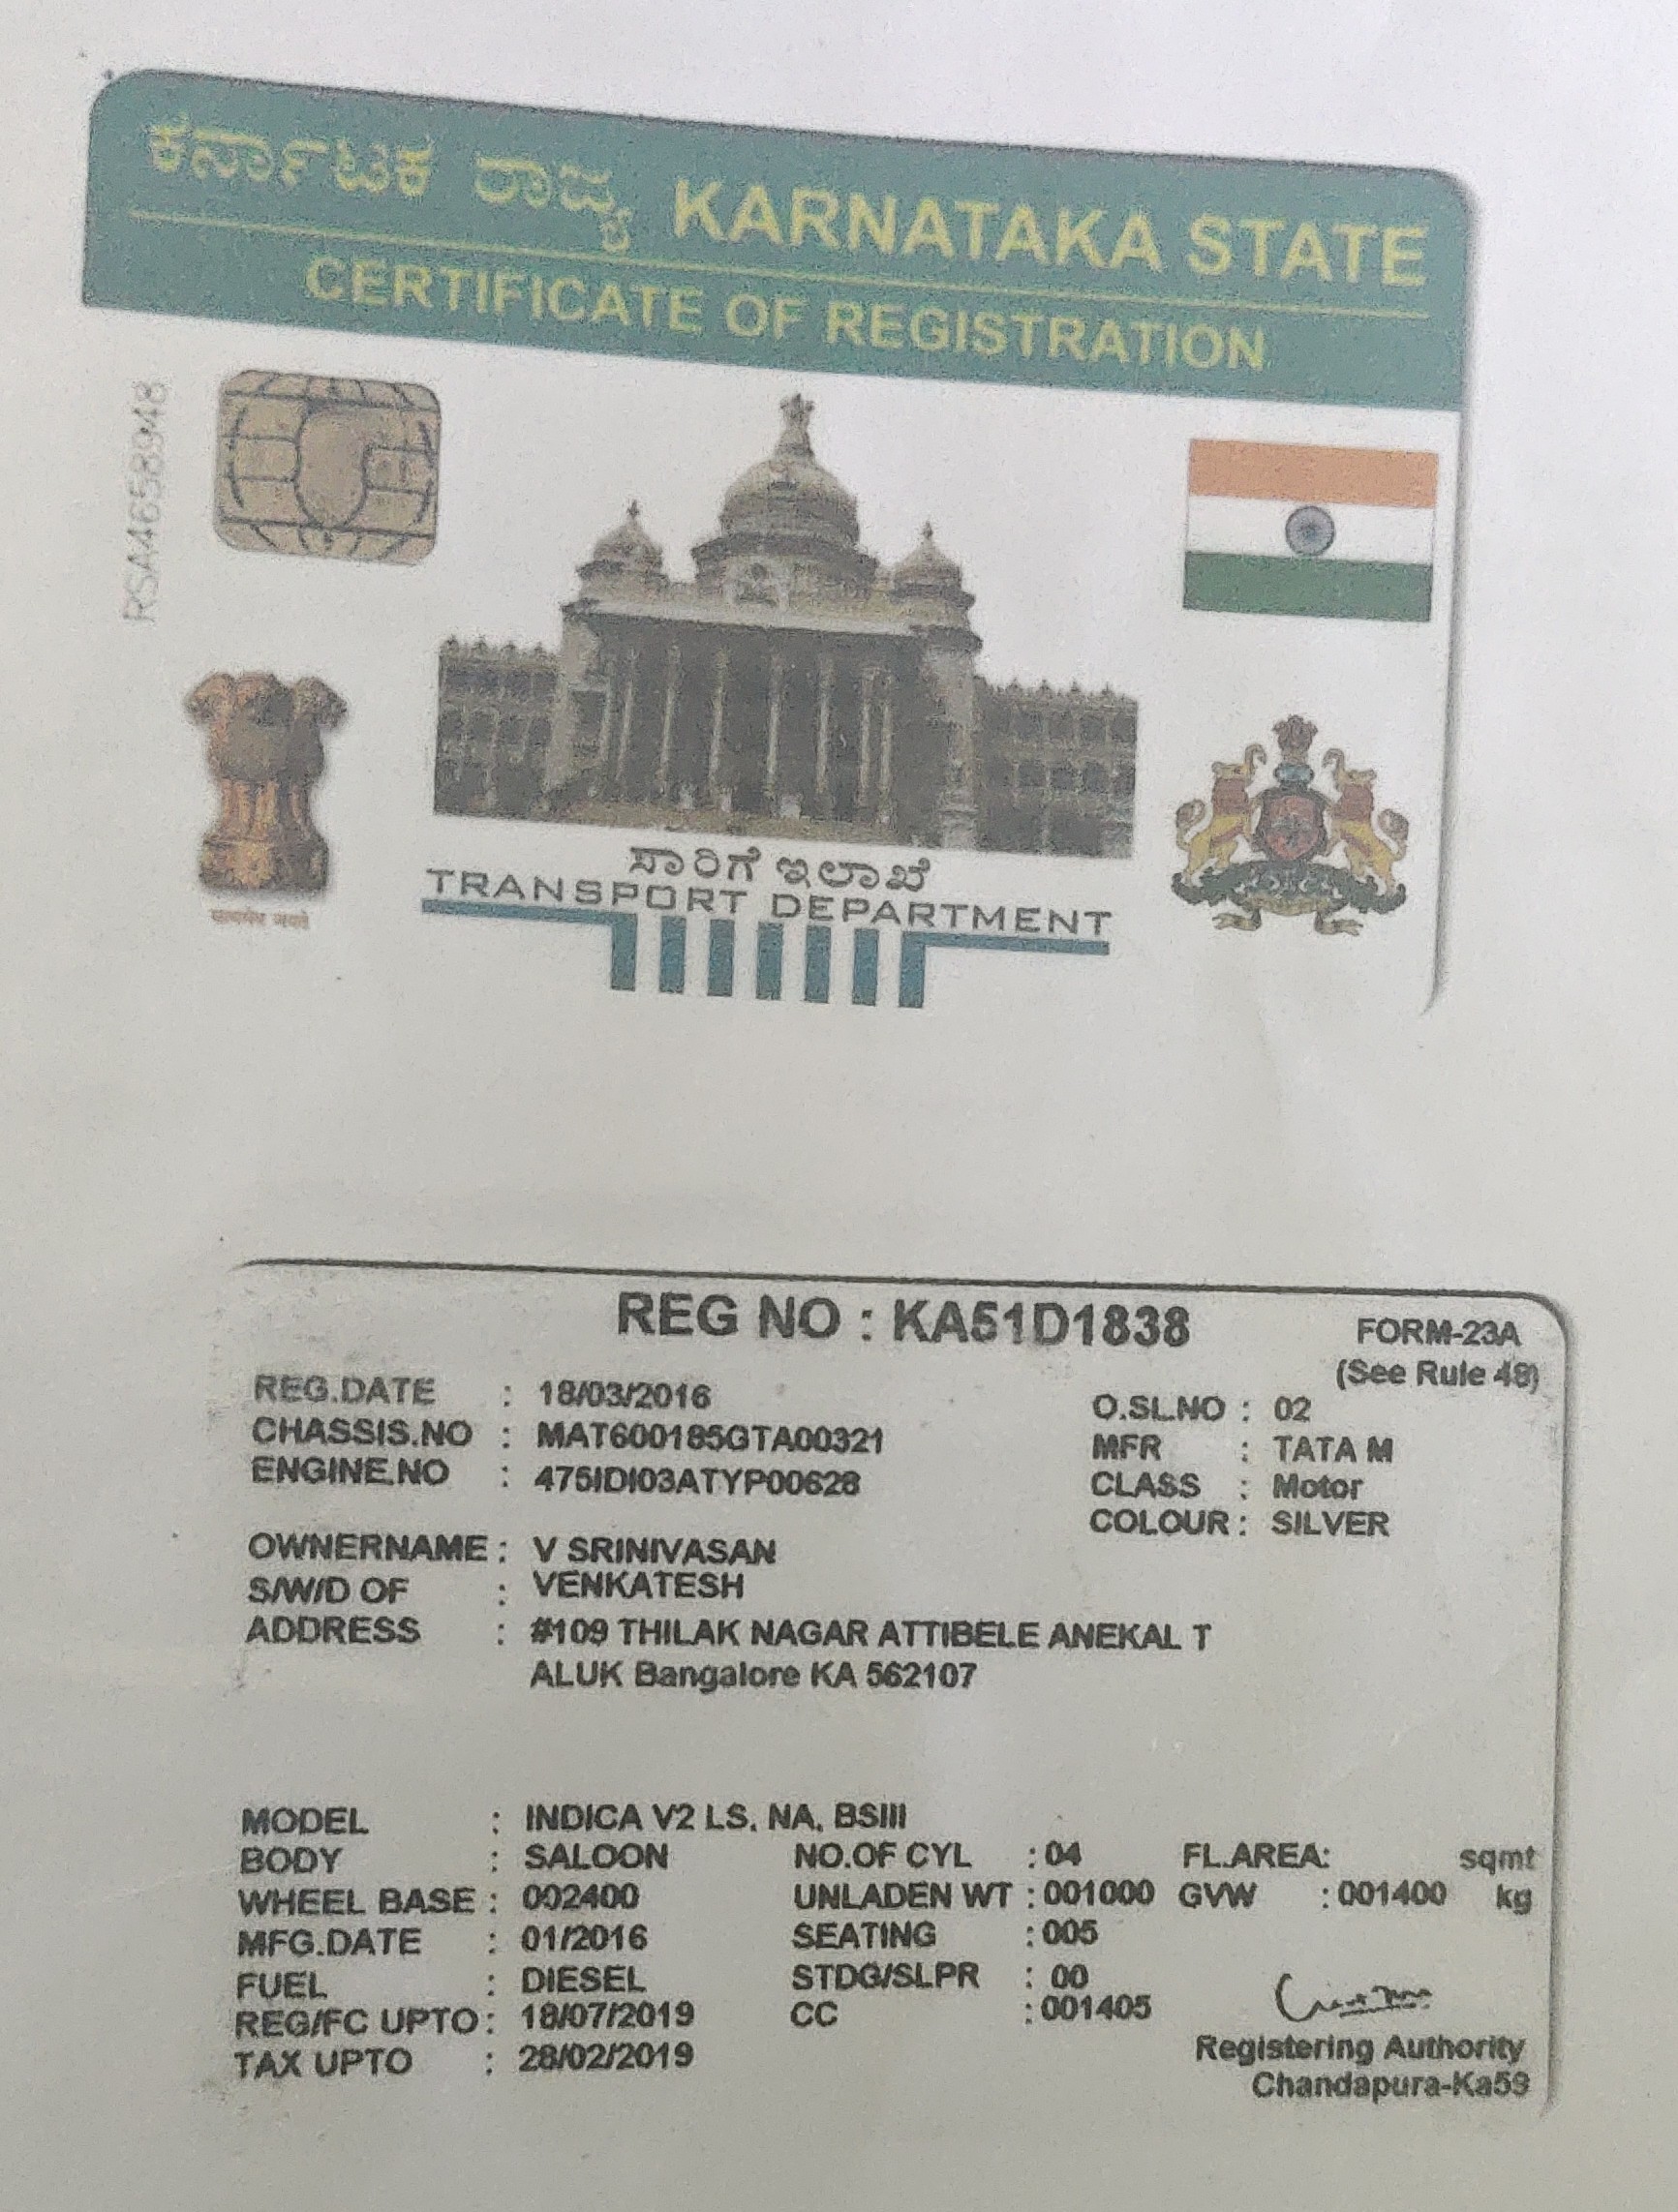 ಕರ್ನಾಟಕ ರಾಜ್ಯ KARNATAKA STATE
CERTIFICATE OF REGISTRATION
RSA4658948
सत्यमेव जयते
ಸಾರಿಗೆ ಇಲಾಖೆ
TRANSPORT DEPARTMENT
REG NO : KA51D1838
FORM-23A
(See Rule 48)
REG.DATE : 18/03/2016
O.SL.NO : 02
CHASSIS.NO : MAT600185GTA00321
MFR : TATA M
ENGINE.NO : 475IDI03ATYP00628
CLASS : Motor
COLOUR : SILVER
OWNERNAME : V SRINIVASAN
S/W/D OF : VENKATESH
ADDRESS : #109 THILAK NAGAR ATTIBELE ANEKAL T
ALUK Bangalore KA 562107
MODEL : INDICA V2 LS, NA, BSIII
BODY : SALOON NO.OF CYL : 04 FL.AREA: sqmt
WHEEL BASE : 002400 UNLADEN WT : 001000 GVW : 001400 kg
MFG.DATE : 01/2016 SEATING : 005
FUEL : DIESEL STDG/SLPR : 00
REG/FC UPTO : 18/07/2019 CC : 001405
TAX UPTO : 28/02/2019
Registering Authority
Chandapura-Ka59